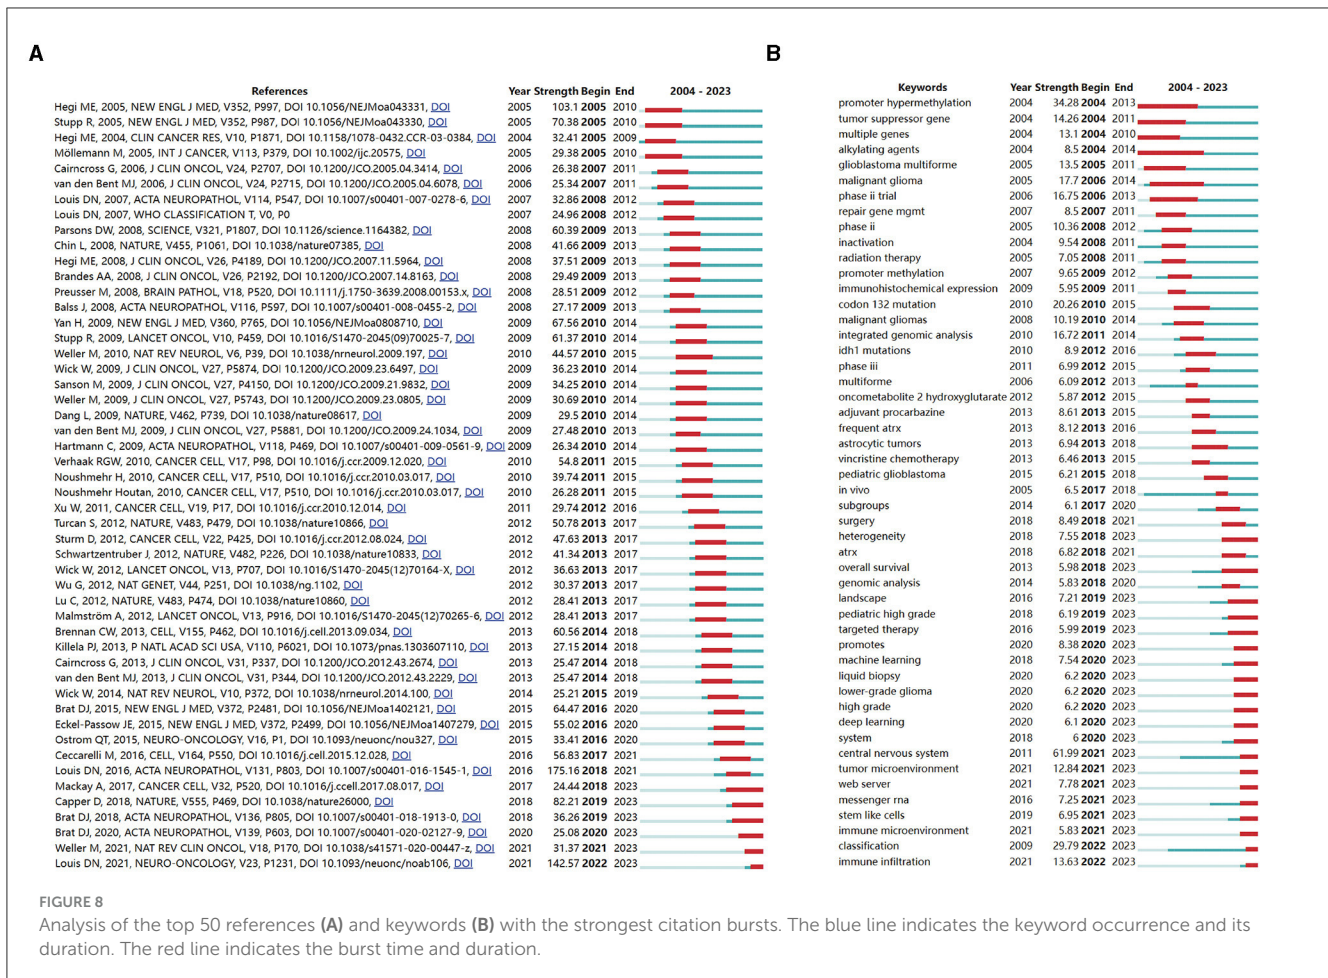 A
References Year Strength Begin End 2004 - 2023
Hegi ME, 2005, NEW ENGL J MED, V352, P997, DOI 10.1056/NEJMoa043331, DOI 2005 103.1 2005 2010
Stupp R, 2005, NEW ENGL J MED, V352, P987, DOI 10.1056/NEJMoa043330, DOI 2005 70.38 2005 2010
Hegi ME, 2004, CLIN CANCER RES, V10, P1871, DOI 10.1158/1078-0432.CCR-03-0384, DOI 2004 32.41 2005 2009
Möllemann M, 2005, INT J CANCER, V113, P379, DOI 10.1002/ijc.20575, DOI 2005 29.38 2005 2010
Cairncross G, 2006, J CLIN ONCOL, V24, P2707, DOI 10.1200/JCO.2005.04.3414, DOI 2006 26.38 2007 2011
van den Bent MJ, 2006, J CLIN ONCOL, V24, P2715, DOI 10.1200/JCO.2005.04.6078, DOI 2006 25.34 2007 2011
Louis DN, 2007, ACTA NEUROPATHOL, V114, P547, DOI 10.1007/s00401-007-0278-6, DOI 2007 32.86 2008 2012
Louis DN, 2007, WHO CLASSIFICATION T, V0, P0 2007 24.96 2008 2012
Parsons DW, 2008, SCIENCE, V321, P1807, DOI 10.1126/science.1164382, DOI 2008 60.39 2009 2013
Chin L, 2008, NATURE, V455, P1061, DOI 10.1038/nature07385, DOI 2008 41.66 2009 2013
Hegi ME, 2008, J CLIN ONCOL, V26, P4189, DOI 10.1200/JCO.2007.11.5964, DOI 2008 37.51 2009 2013
Brandes AA, 2008, J CLIN ONCOL, V26, P2192, DOI 10.1200/JCO.2007.14.8163, DOI 2008 29.49 2009 2013
Preusser M, 2008, BRAIN PATHOL, V18, P520, DOI 10.1111/j.1750-3639.2008.00153.x, DOI 2008 28.51 2009 2012
Balss J, 2008, ACTA NEUROPATHOL, V116, P597, DOI 10.1007/s00401-008-0455-2, DOI 2008 27.17 2009 2013
Yan H, 2009, NEW ENGL J MED, V360, P765, DOI 10.1056/NEJMoa0808710, DOI 2009 67.56 2010 2014
Stupp R, 2009, LANCET ONCOL, V10, P459, DOI 10.1016/S1470-2045(09)70025-7, DOI 2009 61.37 2010 2014
Weller M, 2010, NAT REV NEUROL, V6, P39, DOI 10.1038/nrneurol.2009.197, DOI 2010 44.57 2010 2015
Wick W, 2009, J CLIN ONCOL, V27, P5874, DOI 10.1200/JCO.2009.23.6497, DOI 2009 36.23 2010 2014
Sanson M, 2009, J CLIN ONCOL, V27, P4150, DOI 10.1200/JCO.2009.21.9832, DOI 2009 34.25 2010 2014
Weller M, 2009, J CLIN ONCOL, V27, P5743, DOI 10.1200/JCO.2009.23.0805, DOI 2009 30.69 2010 2014
Dang L, 2009, NATURE, V462, P739, DOI 10.1038/nature08617, DOI 2009 29.5 2010 2014
van den Bent MJ, 2009, J CLIN ONCOL, V27, P5881, DOI 10.1200/JCO.2009.24.1034, DOI 2009 27.48 2010 2013
Hartmann C, 2009, ACTA NEUROPATHOL, V118, P469, DOI 10.1007/s00401-009-0561-9, DOI 2009 26.34 2010 2014
Verhaak RGW, 2010, CANCER CELL, V17, P98, DOI 10.1016/j.ccr.2009.12.020, DOI 2010 54.8 2011 2015
Noushmehr H, 2010, CANCER CELL, V17, P510, DOI 10.1016/j.ccr.2010.03.017, DOI 2010 39.74 2011 2015
Noushmehr Houtan, 2010, CANCER CELL, V17, P510, DOI 10.1016/j.ccr.2010.03.017, DOI 2010 26.28 2011 2015
Xu W, 2011, CANCER CELL, V19, P17, DOI 10.1016/j.ccr.2010.12.014, DOI 2011 29.74 2012 2016
Turcan S, 2012, NATURE, V483, P479, DOI 10.1038/nature10866, DOI 2012 50.78 2013 2017
Sturm D, 2012, CANCER CELL, V22, P425, DOI 10.1016/j.ccr.2012.08.024, DOI 2012 47.63 2013 2017
Schwartzentruber J, 2012, NATURE, V482, P226, DOI 10.1038/nature10833, DOI 2012 41.34 2013 2017
Wick W, 2012, LANCET ONCOL, V13, P707, DOI 10.1016/S1470-2045(12)70164-X, DOI 2012 36.63 2013 2017
Wu G, 2012, NAT GENET, V44, P251, DOI 10.1038/ng.1102, DOI 2012 30.37 2013 2017
Lu C, 2012, NATURE, V483, P474, DOI 10.1038/nature10860, DOI 2012 28.41 2013 2017
Malmström A, 2012, LANCET ONCOL, V13, P916, DOI 10.1016/S1470-2045(12)70265-6, DOI 2012 28.41 2013 2017
Brennan CW, 2013, CELL, V155, P462, DOI 10.1016/j.cell.2013.09.034, DOI 2013 60.56 2014 2018
Killela PJ, 2013, P NATL ACAD SCI USA, V110, P6021, DOI 10.1073/pnas.1303607110, DOI 2013 27.15 2014 2018
Cairncross G, 2013, J CLIN ONCOL, V31, P337, DOI 10.1200/JCO.2012.43.2674, DOI 2013 25.47 2014 2018
van den Bent MJ, 2013, J CLIN ONCOL, V31, P344, DOI 10.1200/JCO.2012.43.2229, DOI 2013 25.47 2014 2018
Wick W, 2014, NAT REV NEUROL, V10, P372, DOI 10.1038/nrneurol.2014.100, DOI 2014 25.21 2015 2019
Brat DJ, 2015, NEW ENGL J MED, V372, P2481, DOI 10.1056/NEJMoa1402121, DOI 2015 64.47 2016 2020
Eckel-Passow JE, 2015, NEW ENGL J MED, V372, P2499, DOI 10.1056/NEJMoa1407279, DOI 2015 55.02 2016 2020
Ostrom QT, 2015, NEURO-ONCOLOGY, V16, P1, DOI 10.1093/neuonc/nou327, DOI 2015 33.41 2016 2020
Ceccarelli M, 2016, CELL, V164, P550, DOI 10.1016/j.cell.2015.12.028, DOI 2016 56.83 2017 2021
Louis DN, 2016, ACTA NEUROPATHOL, V131, P803, DOI 10.1007/s00401-016-1545-1, DOI 2016 175.16 2018 2021
Mackay A, 2017, CANCER CELL, V32, P520, DOI 10.1016/j.ccell.2017.08.017, DOI 2017 24.44 2018 2023
Capper D, 2018, NATURE, V555, P469, DOI 10.1038/nature26000, DOI 2018 82.21 2019 2023
Brat DJ, 2018, ACTA NEUROPATHOL, V136, P805, DOI 10.1007/s00401-018-1913-0, DOI 2018 36.26 2019 2023
Brat DJ, 2020, ACTA NEUROPATHOL, V139, P603, DOI 10.1007/s00401-020-02127-9, DOI 2020 25.08 2020 2023
Weller M, 2021, NAT REV CLIN ONCOL, V18, P170, DOI 10.1038/s41571-020-00447-z, DOI 2021 31.37 2021 2023
Louis DN, 2021, NEURO-ONCOLOGY, V23, P1231, DOI 10.1093/neuonc/noab106, DOI 2021 142.57 2022 2023
B
Keywords Year Strength Begin End 2004 - 2023
promoter hypermethylation 2004 34.28 2004 2013
tumor suppressor gene 2004 14.26 2004 2011
multiple genes 2004 13.1 2004 2010
alkylating agents 2004 8.5 2004 2014
glioblastoma multiforme 2005 13.5 2005 2011
malignant glioma 2005 17.7 2006 2014
phase ii trial 2006 16.75 2006 2013
repair gene mgmt 2007 8.5 2007 2011
phase ii 2005 10.36 2008 2012
inactivation 2004 9.54 2008 2011
radiation therapy 2005 7.05 2008 2011
promoter methylation 2007 9.65 2009 2012
immunohistochemical expression 2009 5.95 2009 2011
codon 132 mutation 2010 20.26 2010 2015
malignant gliomas 2008 10.19 2010 2014
integrated genomic analysis 2010 16.72 2011 2014
idh1 mutations 2010 8.9 2012 2016
phase iii 2011 6.99 2012 2015
multiforme 2006 6.09 2012 2013
oncometabolite 2 hydroxyglutarate 2012 5.87 2012 2015
adjuvant procarbazine 2013 8.61 2013 2015
frequent atrx 2013 8.12 2013 2016
astrocytic tumors 2013 6.94 2013 2018
vincristine chemotherapy 2013 6.46 2013 2015
pediatric glioblastoma 2015 6.21 2015 2018
in vivo 2005 6.5 2017 2018
subgroups 2014 6.1 2017 2020
surgery 2018 8.49 2018 2021
heterogeneity 2018 7.55 2018 2023
atrx 2018 6.82 2018 2021
overall survival 2013 5.98 2018 2023
genomic analysis 2014 5.83 2018 2020
landscape 2016 7.21 2019 2023
pediatric high grade 2018 6.19 2019 2023
targeted therapy 2016 5.99 2019 2023
promotes 2020 8.38 2020 2023
machine learning 2018 7.54 2020 2023
liquid biopsy 2020 6.2 2020 2023
lower-grade glioma 2020 6.2 2020 2023
high grade 2020 6.2 2020 2023
deep learning 2020 6.1 2020 2023
system 2018 6 2020 2023
central nervous system 2011 61.99 2021 2023
tumor microenvironment 2021 12.84 2021 2023
web server 2021 7.78 2021 2023
messenger rna 2016 7.25 2021 2023
stem like cells 2019 6.95 2021 2023
immune microenvironment 2021 5.83 2021 2023
classification 2009 29.79 2022 2023
immune infiltration 2021 13.63 2022 2023
FIGURE 8
Analysis of the top 50 references (A) and keywords (B) with the strongest citation bursts. The blue line indicates the keyword occurrence and its
duration. The red line indicates the burst time and duration.